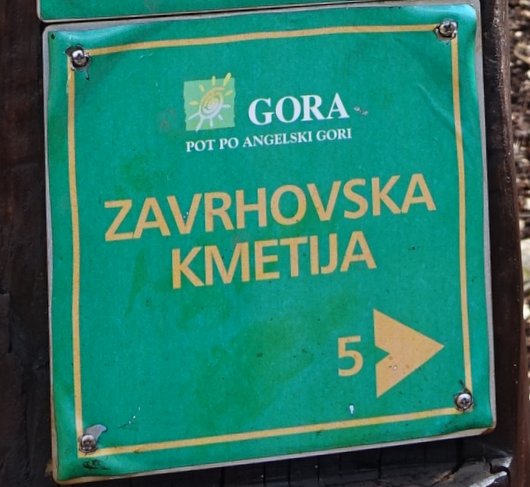 GORA
POT PO ANGELSKI GORI
ZAVRHOVSKA
KMETIJA
5